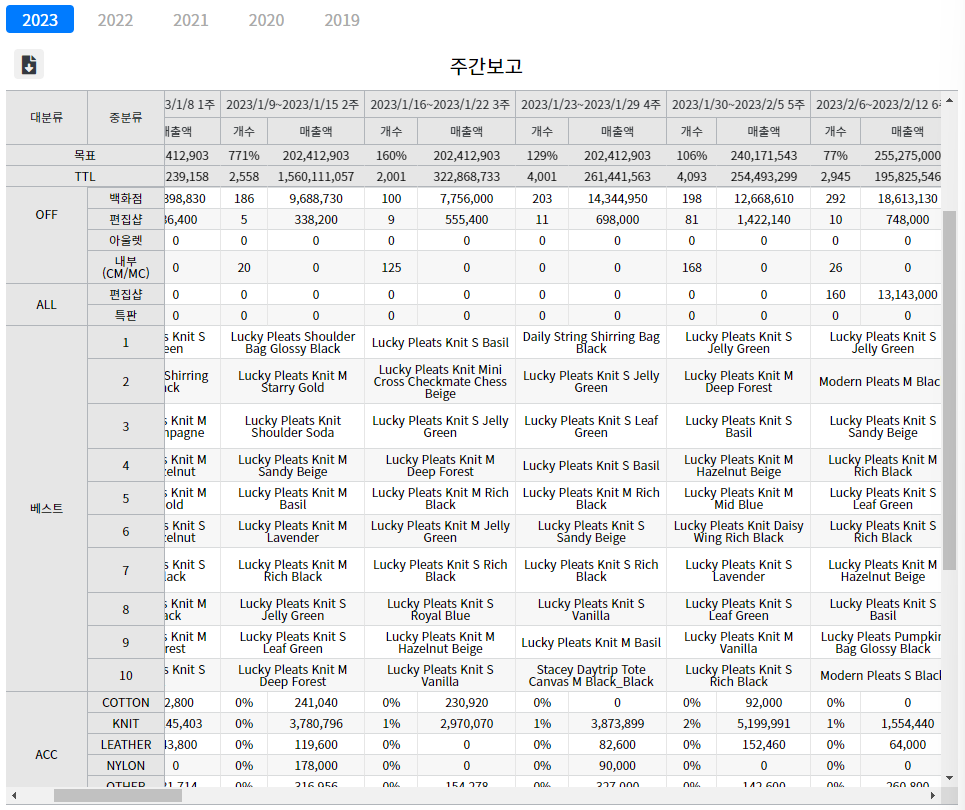 2023 2022 2021 2020 2019
주간보고
대분류 중분류 3/1/8 1주 2023/1/9~2023/1/15 2주 2023/1/16~2023/1/22 3주 2023/1/23~2023/1/29 4주 2023/1/30~2023/2/5 5주 2023/2/6~2023/2/12 6주
매출액 개수 매출액 개수 매출액 개수 매출액 개수 매출액 개수 매출액
목표 412,903 771% 202,412,903 160% 202,412,903 129% 202,412,903 106% 240,171,543 77% 255,275,000
TTL 239,158 2,558 1,560,111,057 2,001 322,868,733 4,001 261,441,563 4,093 254,493,299 2,945 195,825,546
OFF 백화점 398,830 186 9,688,730 100 7,756,000 203 14,344,950 198 12,668,610 292 18,613,130
편집샵 36,400 5 338,200 9 555,400 11 698,000 81 1,422,140 10 748,000
아울렛 0 0 0 0 0 0 0 0 0 0 0
내부
(CM/MC) 0 20 0 125 0 0 0 168 0 26 0
ALL 편집샵 0 0 0 0 0 0 0 0 0 160 13,143,000
특판 0 0 0 0 0 0 0 0 0 0 0
베스트
1 s Knit S
een Lucky Pleats Shoulder
Bag Glossy Black Lucky Pleats Knit S Basil Daily String Shirring Bag
Black Lucky Pleats Knit S
Jelly Green Lucky Pleats Knit S
Jelly Green
2 Shirring
ack Lucky Pleats Knit M
Starry Gold Lucky Pleats Knit Mini
Cross Checkmate Chess
Beige Lucky Pleats Knit S Jelly
Green Lucky Pleats Knit M
Deep Forest Modern Pleats M Blac
3 s Knit M
mpagne Lucky Pleats Knit
Shoulder Soda Lucky Pleats Knit S Jelly
Green Lucky Pleats Knit S Leaf
Green Lucky Pleats Knit S
Basil Lucky Pleats Knit S
Sandy Beige
4 s Knit M
zelnut Lucky Pleats Knit M
Sandy Beige Lucky Pleats Knit M
Deep Forest Lucky Pleats Knit S Basil Lucky Pleats Knit M
Hazelnut Beige Lucky Pleats Knit M
Rich Black
5 s Knit M
old Lucky Pleats Knit M
Basil Lucky Pleats Knit M Rich
Black Lucky Pleats Knit M Rich
Black Lucky Pleats Knit M
Mid Blue Lucky Pleats Knit S
Leaf Green
6 s Knit S
zelnut Lucky Pleats Knit M
Lavender Lucky Pleats Knit M Jelly
Green Lucky Pleats Knit S
Sandy Beige Lucky Pleats Knit Daisy
Wing Rich Black Lucky Pleats Knit S
Rich Black
7 s Knit S
lack Lucky Pleats Knit M
Rich Black Lucky Pleats Knit S Rich
Black Lucky Pleats Knit S Rich
Black Lucky Pleats Knit S
Lavender Lucky Pleats Knit M
Hazelnut Beige
8 s Knit M
ack Lucky Pleats Knit S
Jelly Green Lucky Pleats Knit S
Royal Blue Lucky Pleats Knit S
Vanilla Lucky Pleats Knit S
Leaf Green Lucky Pleats Knit S
Basil
9 s Knit M
rest Lucky Pleats Knit S
Leaf Green Lucky Pleats Knit M
Hazelnut Beige Lucky Pleats Knit M Basil Lucky Pleats Knit M
Vanilla Lucky Pleats Pumpkin
Bag Glossy Black
10 s Knit S Lucky Pleats Knit M
Deep Forest Lucky Pleats Knit S
Vanilla Stacey Daytrip Tote
Canvas M Black_Black Lucky Pleats Knit S
Rich Black Modern Pleats S Blac
ACC COTTON 2,800 0% 241,040 0% 230,920 0% 0 0% 92,000 0% 0
KNIT 45,403 0% 3,780,796 1% 2,970,070 1% 3,873,899 2% 5,199,991 1% 1,554,440
LEATHER 43,800 0% 119,600 0% 0 0% 82,600 0% 152,460 0% 64,000
NYLON 0 0% 178,000 0% 0 0% 90,000 0% 0 0% 0
OTHER 31,714 0% 316,956 0% 154,278 0% 327,000 0% 142,600 0% 260,800